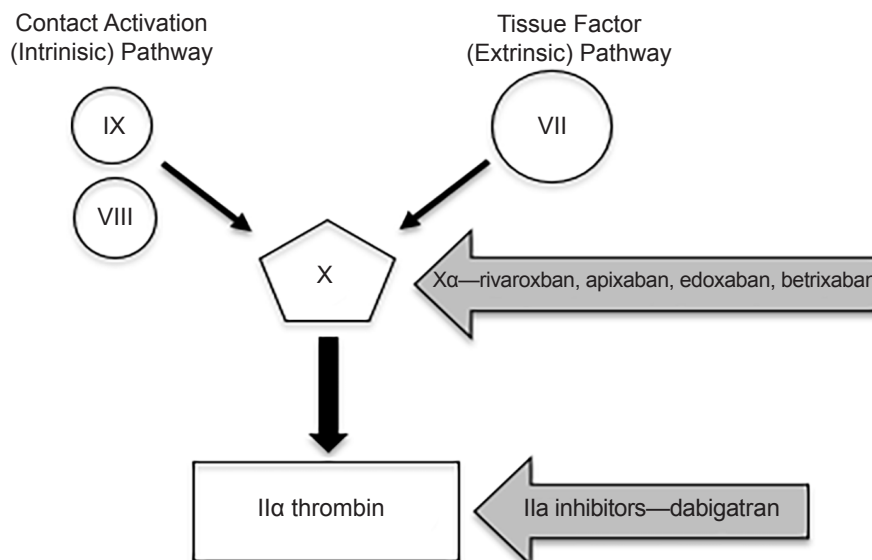 Contact Activation
(Intrinisic) Pathway
Tissue Factor
(Extrinsic) Pathway
IX
VII
VIII
X
Xα—rivaroxban, apixaban, edoxaban, betrixaban
IIα thrombin
IIa inhibitors—dabigatran